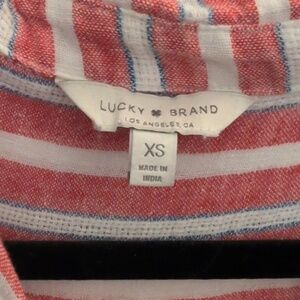 LUCKY BRAND
LOS ANGELES, CA
XS
MADE IN
INDIA